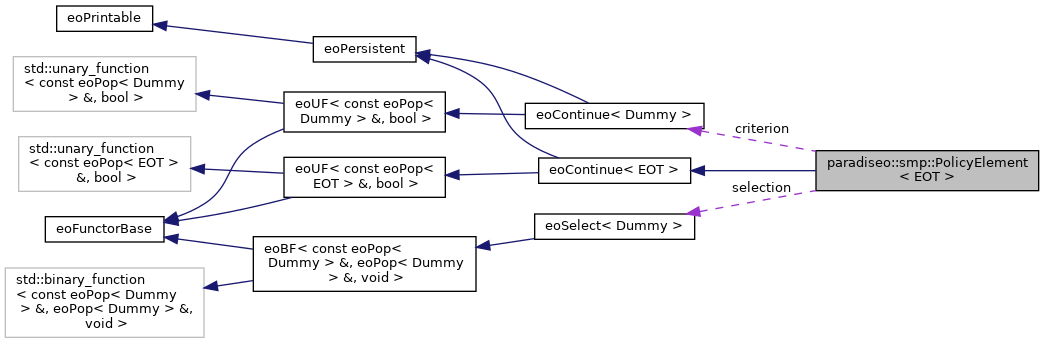 eoPrintable
eoPersistent
std::unary_function
< const eoPop< Dummy
> &, bool >
eoUF< const eoPop<
Dummy > &, bool >
eoContinue< Dummy >
criterion
std::unary_function
< const eoPop< EOT >
&, bool >
eoUF< const eoPop<
EOT > &, bool >
eoContinue< EOT >
paradiseo::smp::PolicyElement
< EOT >
selection
eoFunctorBase
eoSelect< Dummy >
eoBF< const eoPop<
Dummy > &, eoPop< Dummy
> &, void >
std::binary_function
< const eoPop< Dummy
> &, eoPop< Dummy > &,
void >